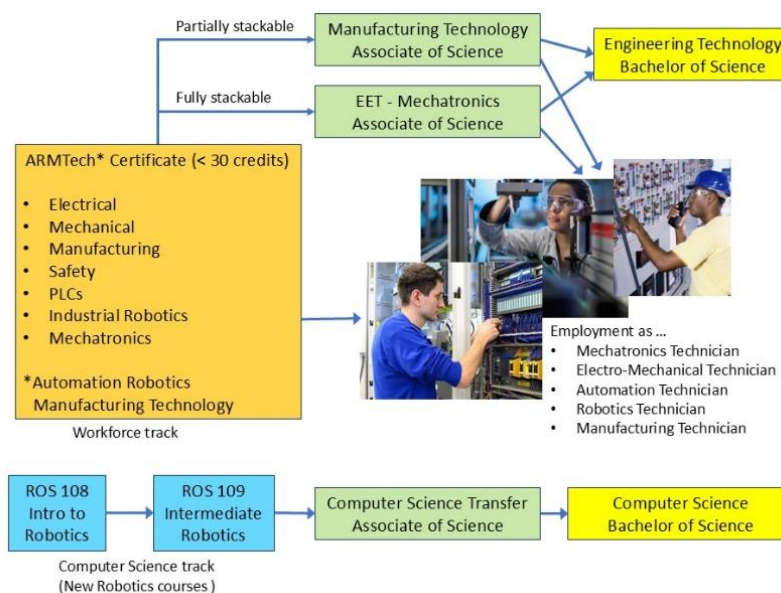 Partially stackable
Manufacturing Technology
Associate of Science
Engineering Technology
Bachelor of Science
Fully stackable
EET - Mechatronics
Associate of Science
ARMTech* Certificate (< 30 credits)
• Electrical
• Mechanical
• Manufacturing
• Safety
• PLCs
• Industrial Robotics
• Mechatronics
*Automation Robotics
Manufacturing Technology
Workforce track
Employment as ...
• Mechatronics Technician
• Electro-Mechanical Technician
• Automation Technician
• Robotics Technician
• Manufacturing Technician
ROS 108
Intro to
Robotics
ROS 109
Intermediate
Robotics
Computer Science Transfer
Associate of Science
Computer Science
Bachelor of Science
Computer Science track
(New Robotics courses )